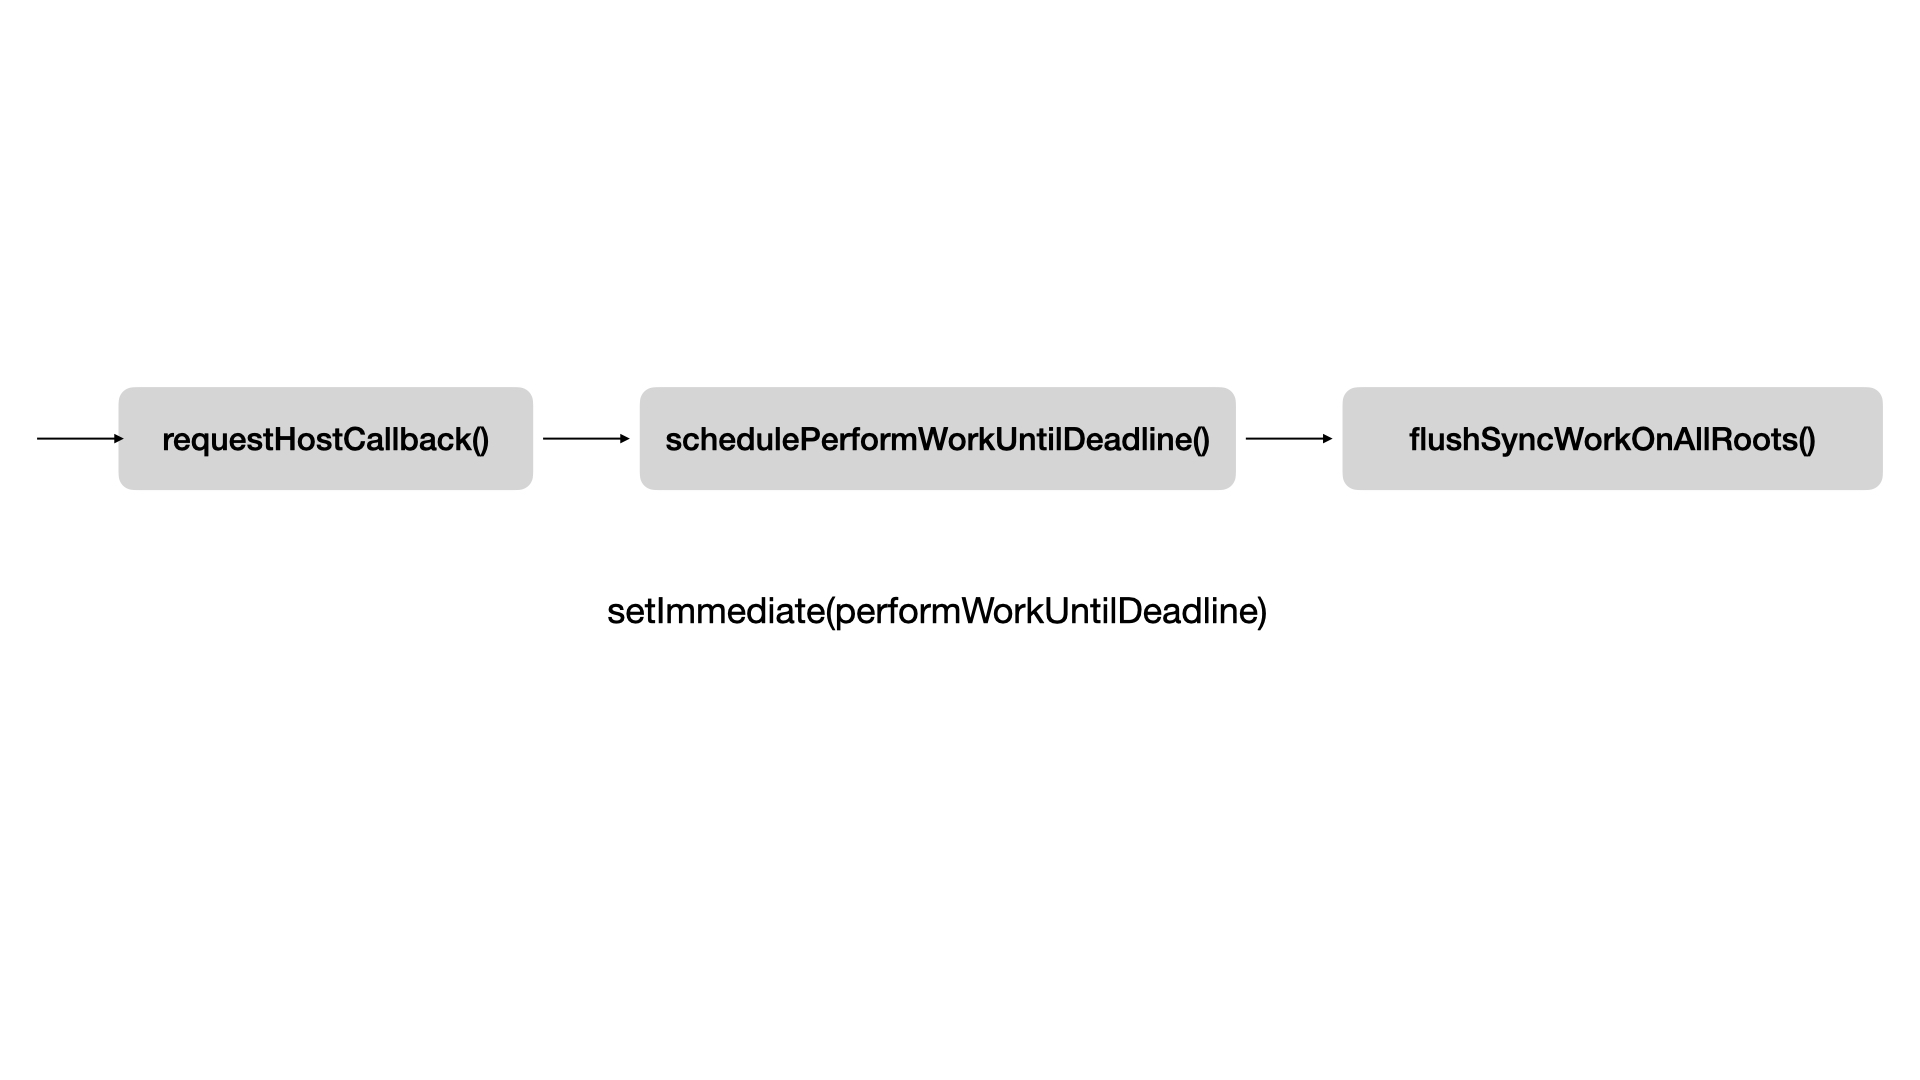 requestHostCallback()
schedulePerformWorkUntilDeadline()
flushSyncWorkOnAllRoots()
setImmediate(performWorkUntilDeadline)